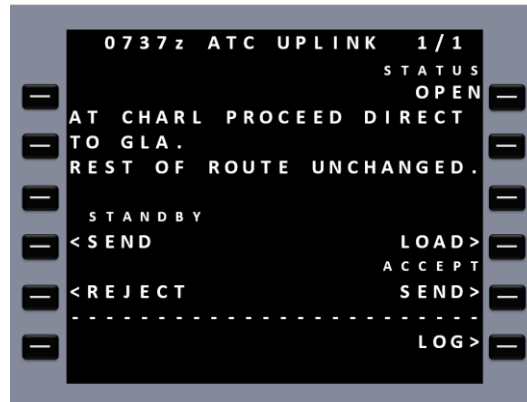 0737z ATC UPLINK 1/1
STATUS
OPEN
AT CHARL PROCEED DIRECT
TO GLA.
REST OF ROUTE UNCHANGED.
STANDBY
<SEND LOAD>
ACCEPT
<REJECT SEND>
- - - - - - - - - - - - - - - - - - - - - - - -
LOG>